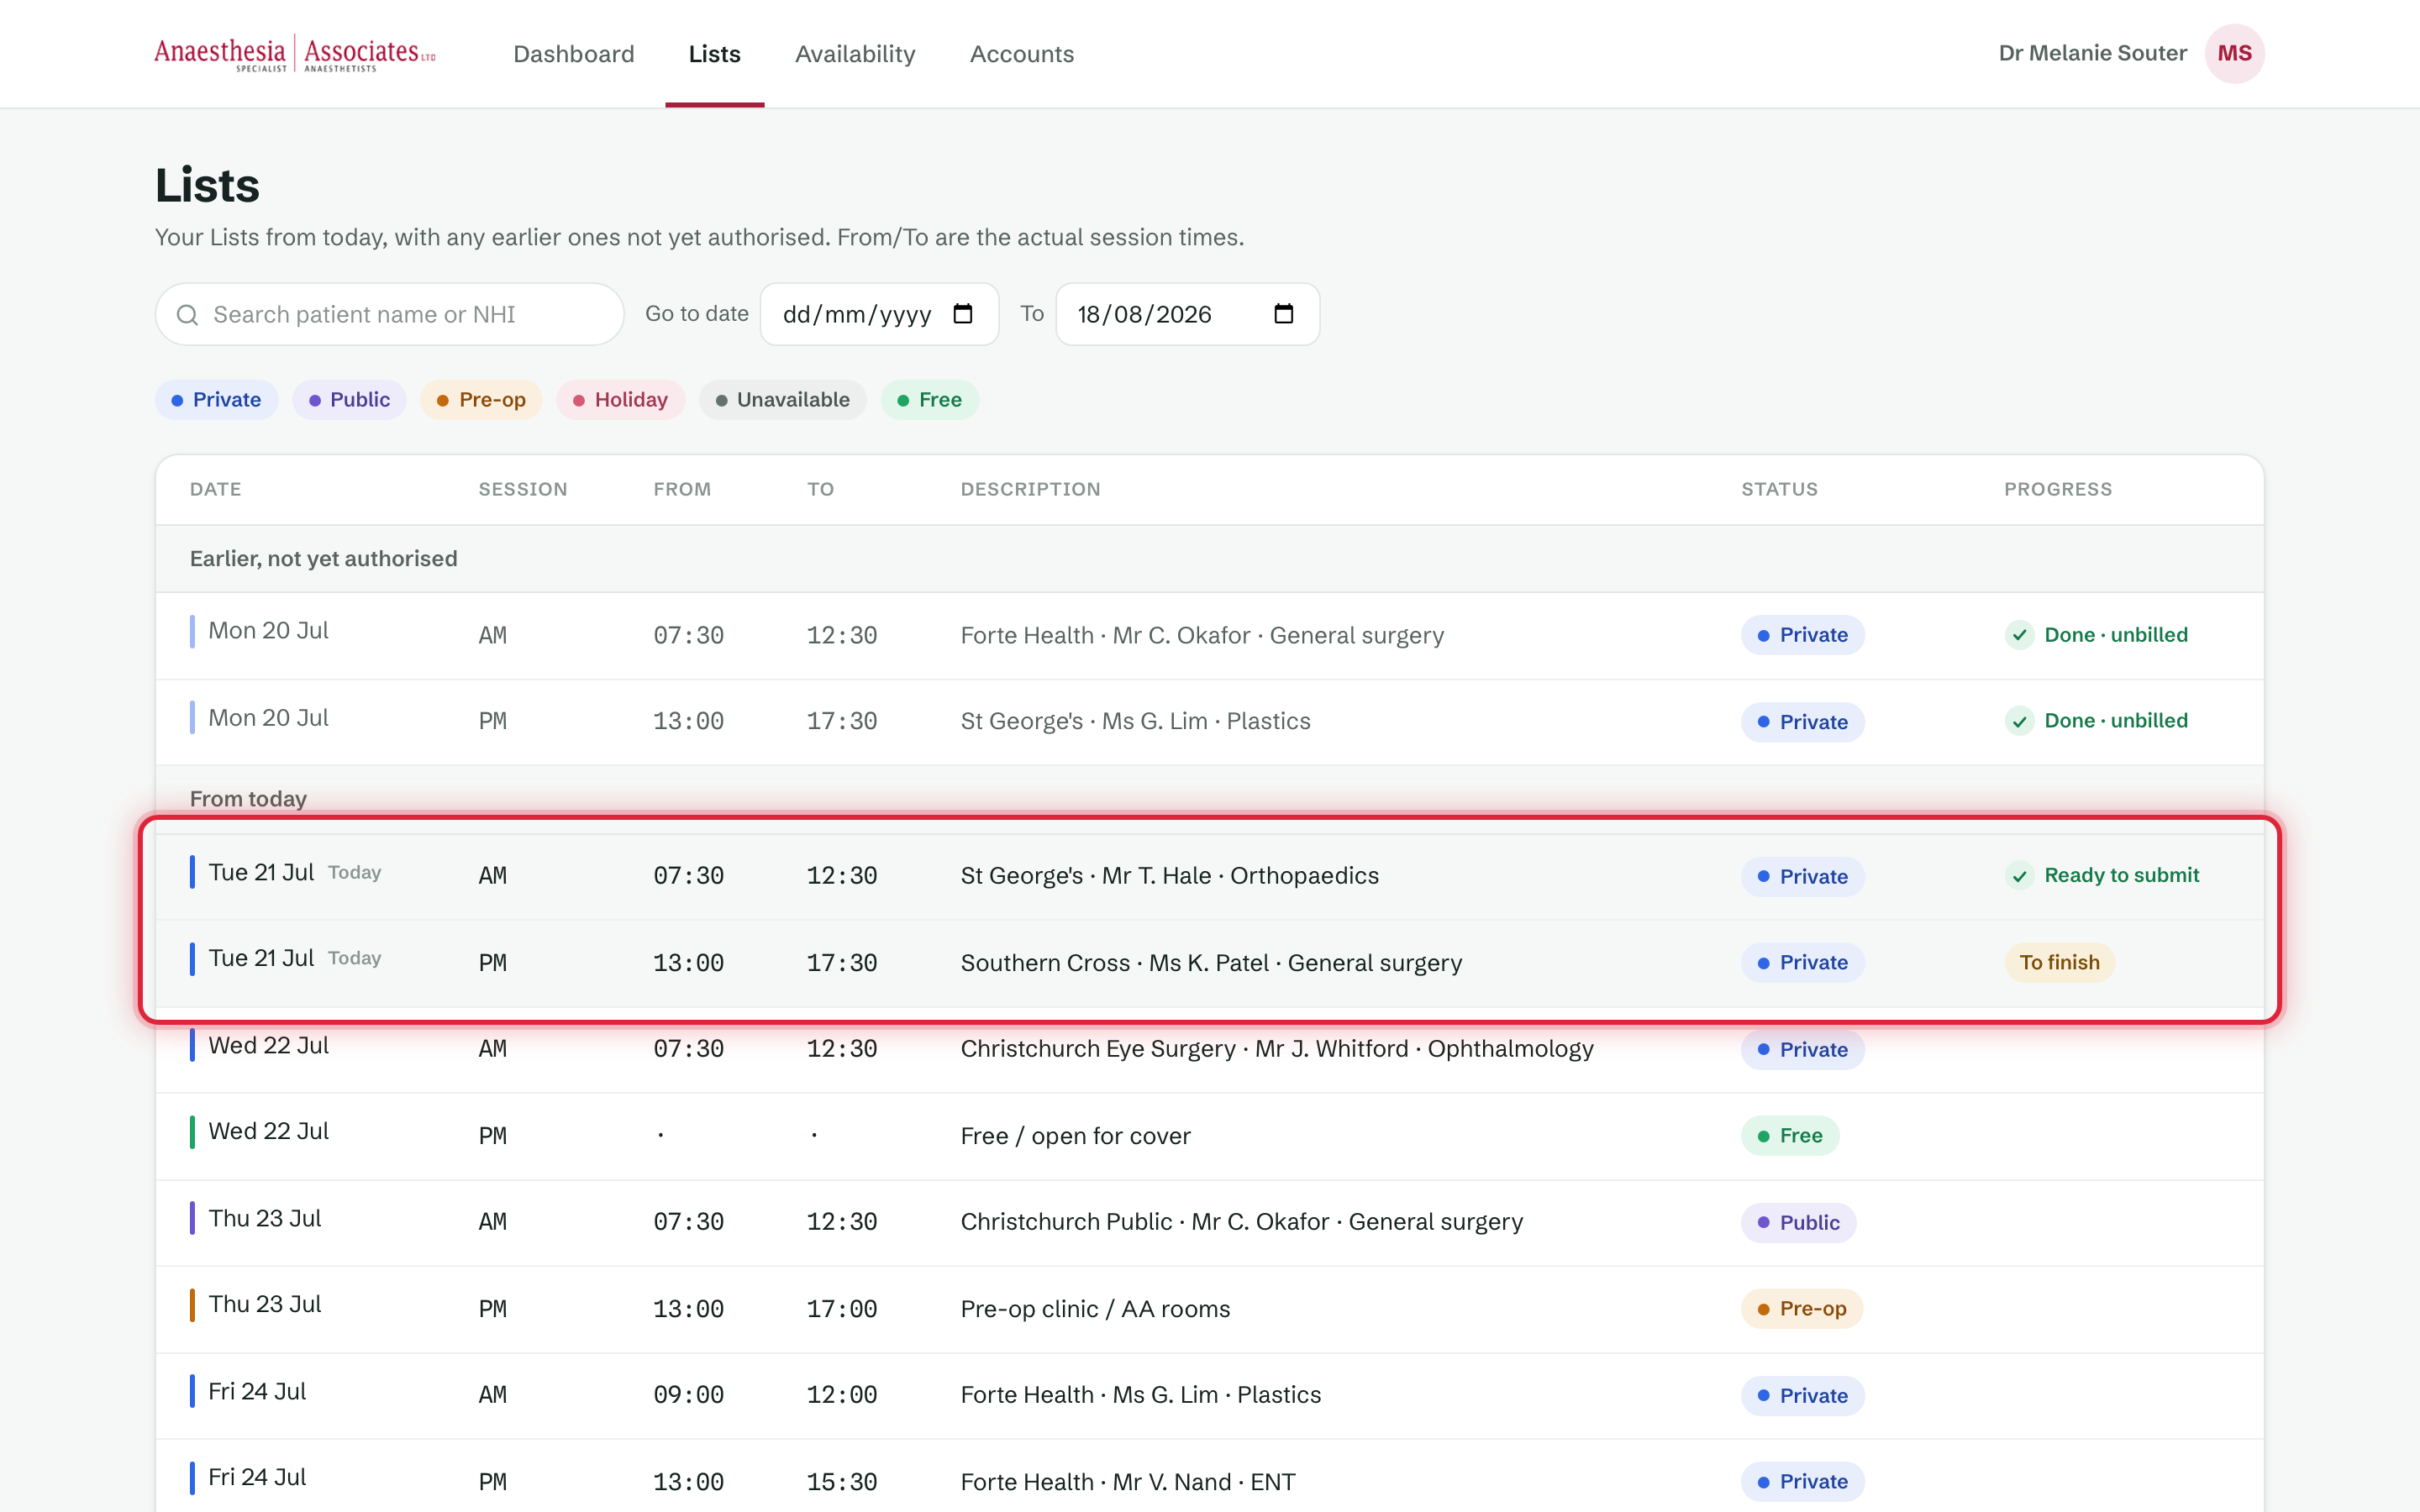 Anaesthesia | Associates LTD
SPECIALIST ANAESTHETISTS
Dashboard Lists Availability Accounts
Dr Melanie Souter MS
Lists
Your Lists from today, with any earlier ones not yet authorised. From/To are the actual session times.
Search patient name or NHI Go to date dd/mm/yyyy To 18/08/2026
Private Public Pre-op Holiday Unavailable Free
DATE SESSION FROM TO DESCRIPTION STATUS PROGRESS
Earlier, not yet authorised
Mon 20 Jul AM 07:30 12:30 Forte Health · Mr C. Okafor · General surgery Private Done · unbilled
Mon 20 Jul PM 13:00 17:30 St George's · Ms G. Lim · Plastics Private Done · unbilled
From today
Tue 21 Jul Today AM 07:30 12:30 St George's · Mr T. Hale · Orthopaedics Private Ready to submit
Tue 21 Jul Today PM 13:00 17:30 Southern Cross · Ms K. Patel · General surgery Private To finish
Wed 22 Jul AM 07:30 12:30 Christchurch Eye Surgery · Mr J. Whitford · Ophthalmology Private
Wed 22 Jul PM · · Free / open for cover Free
Thu 23 Jul AM 07:30 12:30 Christchurch Public · Mr C. Okafor · General surgery Public
Thu 23 Jul PM 13:00 17:00 Pre-op clinic / AA rooms Pre-op
Fri 24 Jul AM 09:00 12:00 Forte Health · Ms G. Lim · Plastics Private
Fri 24 Jul PM 13:00 15:30 Forte Health · Mr V. Nand · ENT Private